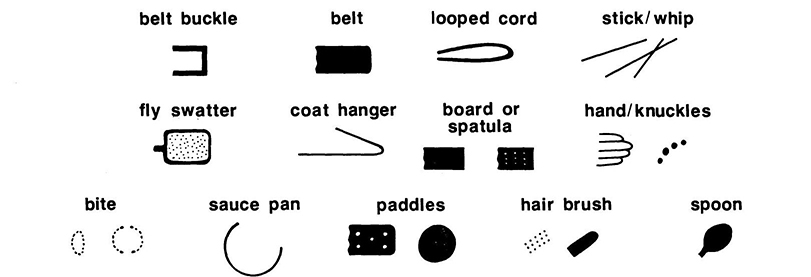 belt buckle belt looped cord stick/whip
fly swatter coat hanger board or spatula hand/knuckles
bite sauce pan paddles hair brush spoon